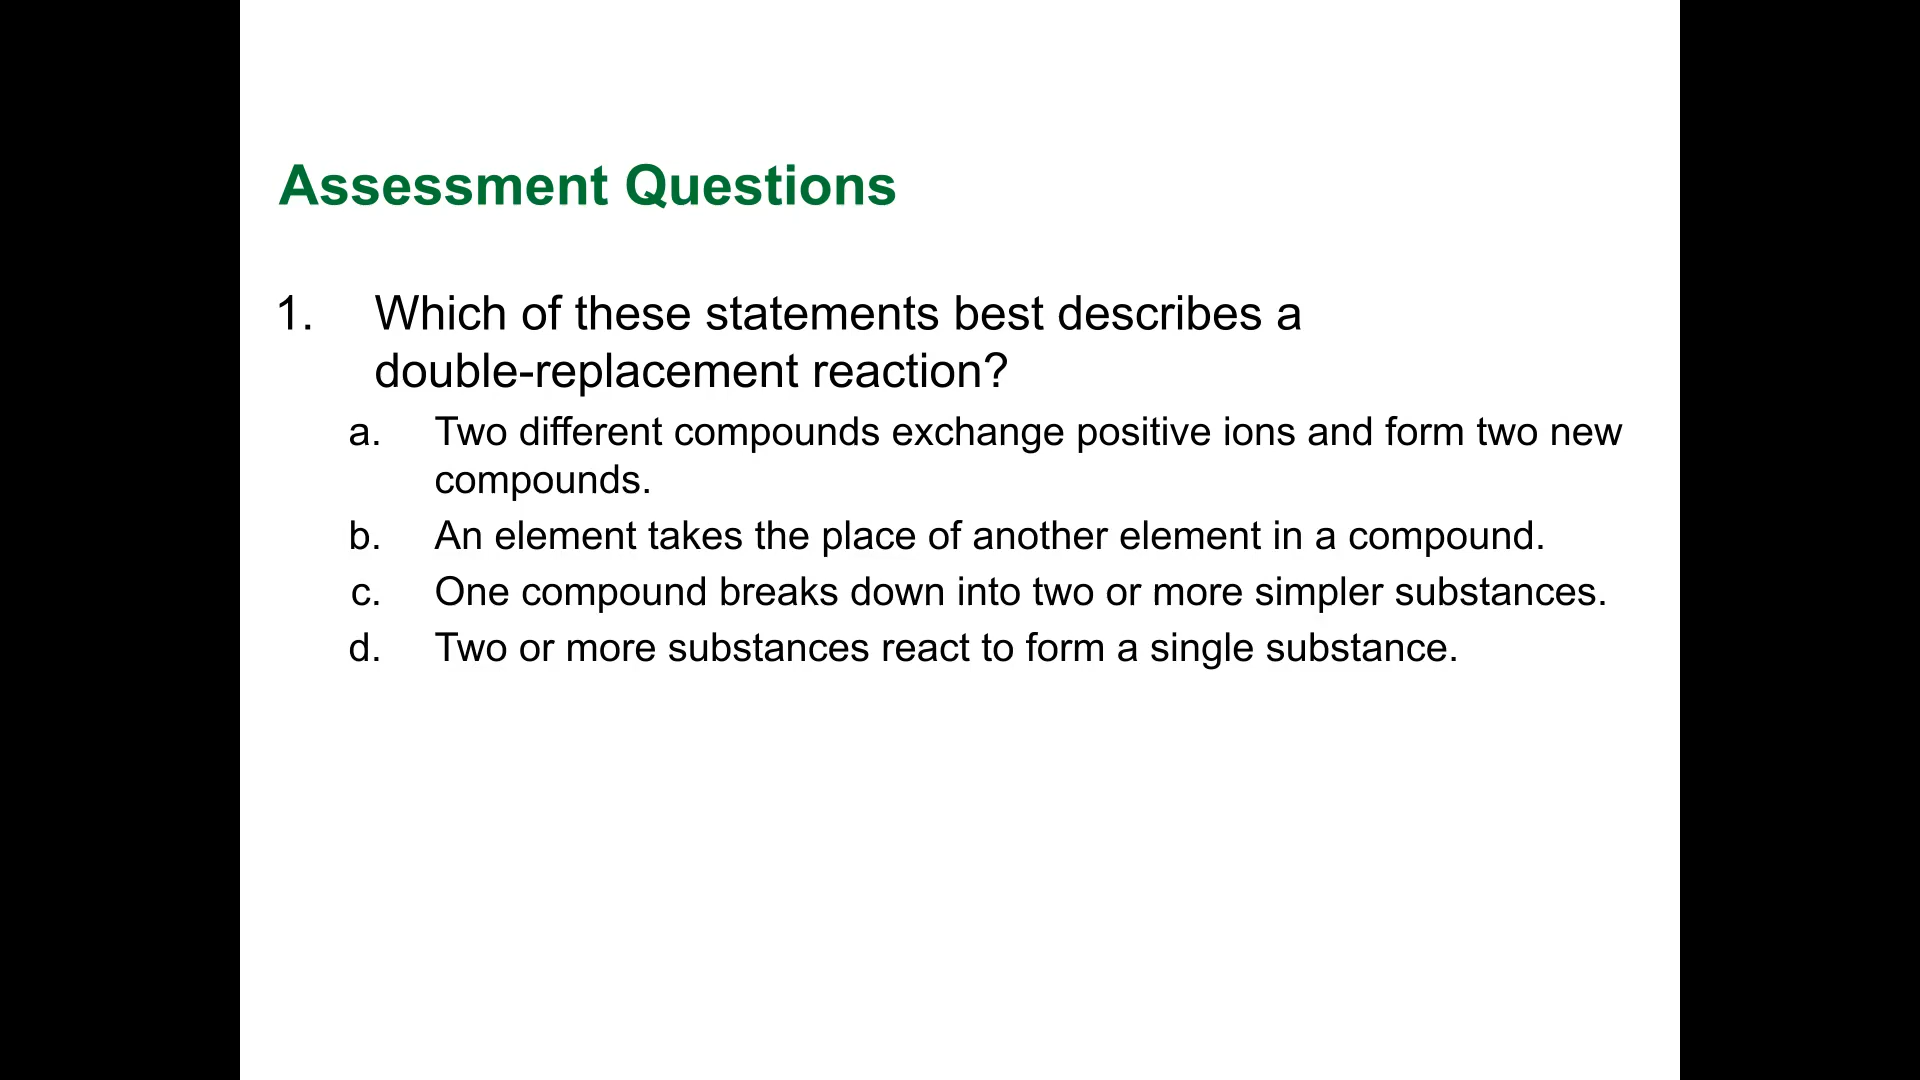 Assessment Questions
1. Which of these statements best describes a
double-replacement reaction?
a. Two different compounds exchange positive ions and form two new
compounds.
b. An element takes the place of another element in a compound.
c. One compound breaks down into two or more simpler substances.
d. Two or more substances react to form a single substance.